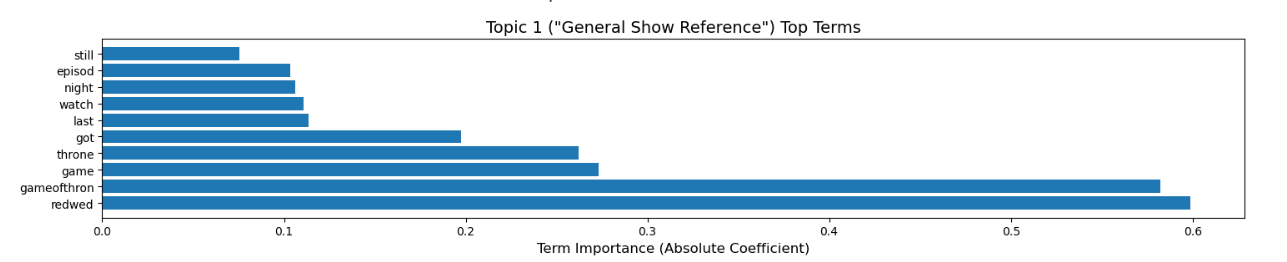 Topic 1 ("General Show Reference") Top Terms
still
episod
night
watch
last
got
throne
game
gameofthron
redwed
0.0 0.1 0.2 0.3 0.4 0.5 0.6
Term Importance (Absolute Coefficient)